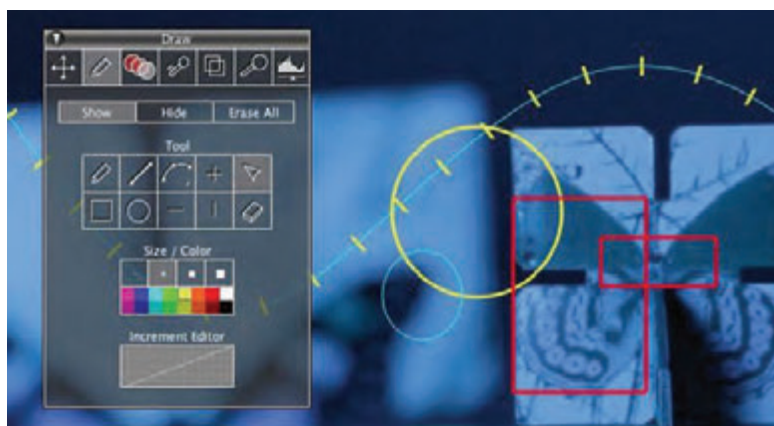 Draw
Show Hide Erase All
Tool
Size / Color
Increment Editor